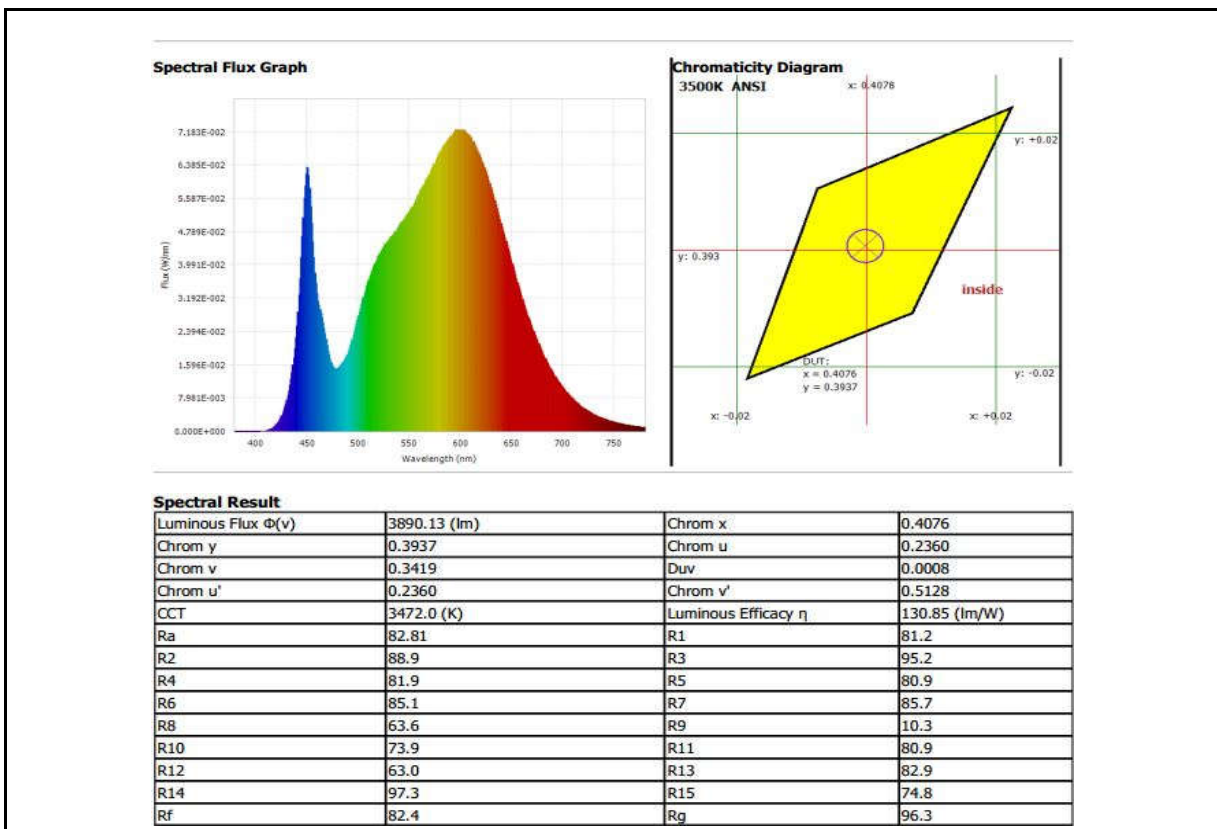 Spectral Flux Graph
7.183E-002
6.385E-002
5.587E-002
4.789E-002
3.991E-002
3.192E-002
2.394E-002
1.596E-002
7.981E-003
0.000E+000
Flux (W/nm)
400 450 500 550 600 650 700 750
Wavelength (nm)
Chromaticity Diagram
3500K ANSI
x: 0.4078
y: +0.02
y: 0.393
inside
DUT:
x = 0.4076
y = 0.3937
y: -0.02
x: -0.02
x: +0.02
Spectral Result
Luminous Flux Φ(v) 3890.13 (lm) Chrom x 0.4076
Chrom y 0.3937 Chrom u 0.2360
Chrom v 0.3419 Duv 0.0008
Chrom u' 0.2360 Chrom v' 0.5128
CCT 3472.0 (K) Luminous Efficacy η 130.85 (lm/W)
Ra 82.81 R1 81.2
R2 88.9 R3 95.2
R4 81.9 R5 80.9
R6 85.1 R7 85.7
R8 63.6 R9 10.3
R10 73.9 R11 80.9
R12 63.0 R13 82.9
R14 97.3 R15 74.8
Rf 82.4 Rg 96.3